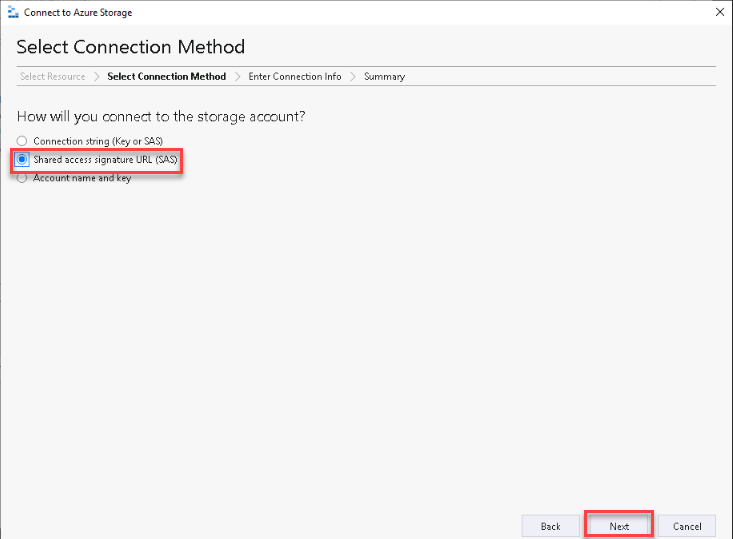 Connect to Azure Storage
Select Connection Method
Select Resource > Select Connection Method > Enter Connection Info > Summary
How will you connect to the storage account?
Connection string (Key or SAS)
Shared access signature URL (SAS)
Account name and key
Back Next Cancel